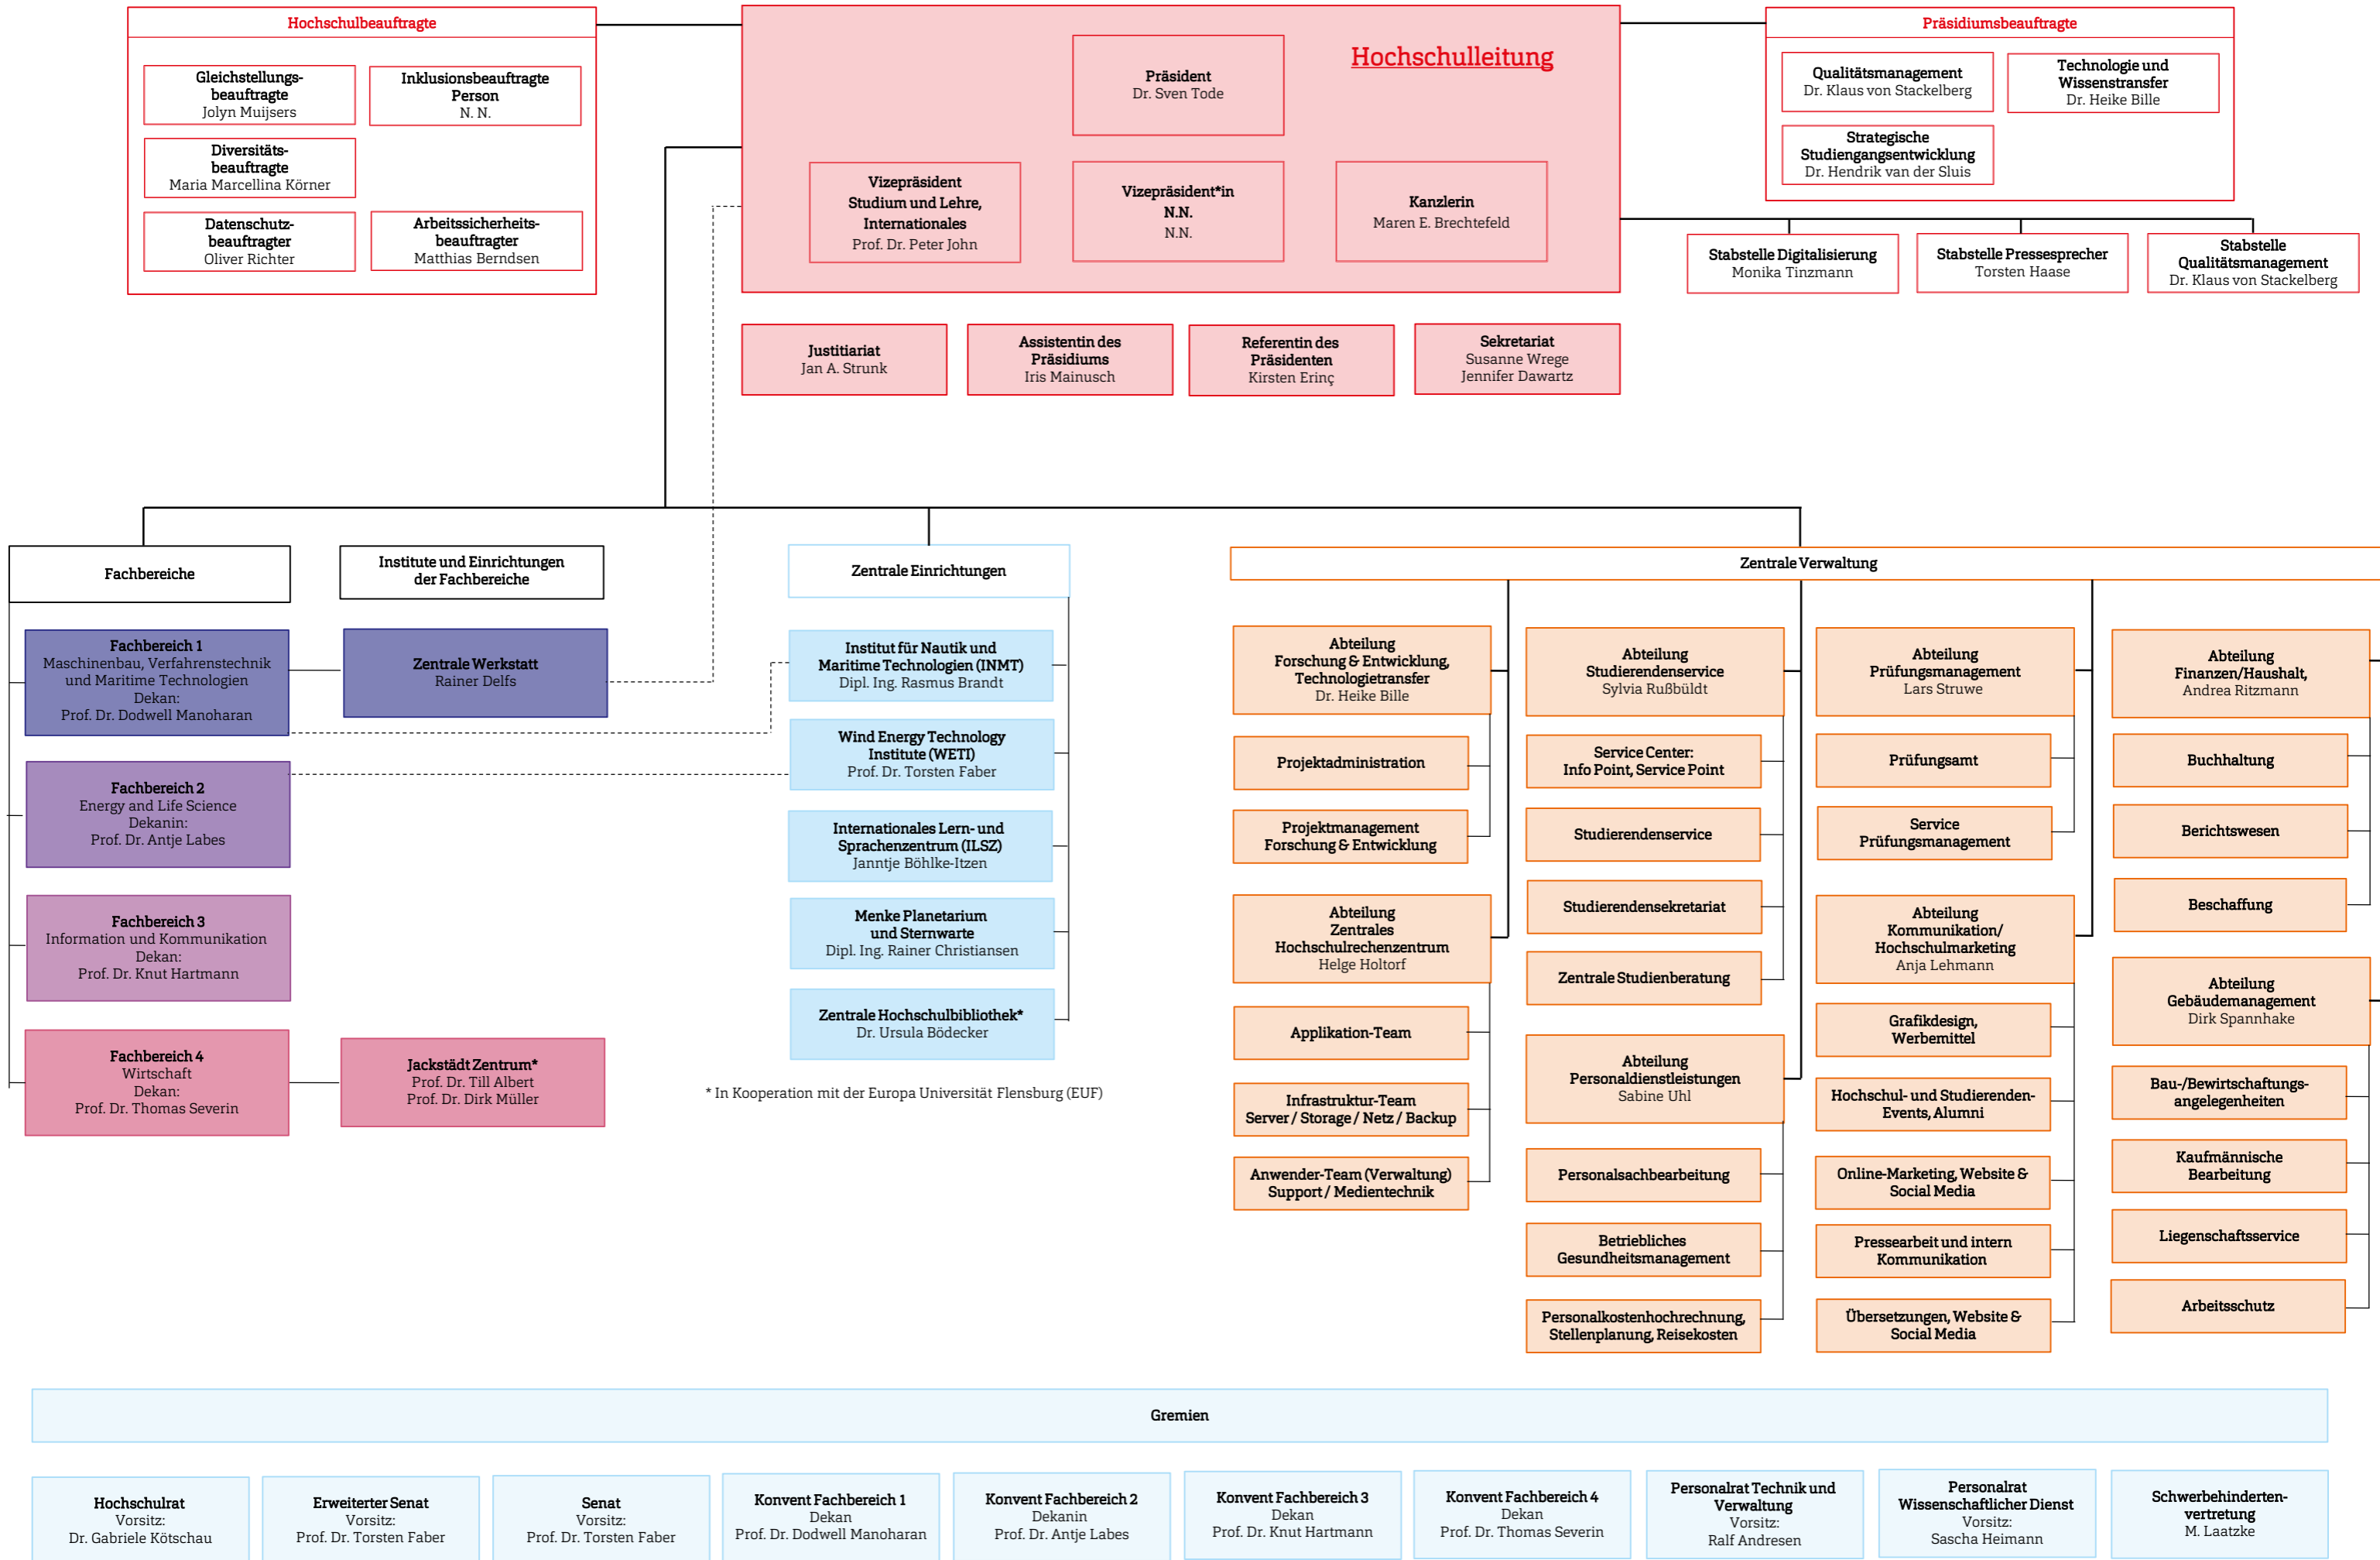 Hochschulbeauftragte
Gleichstellungs-
beauftragte
Jolyn Muijsers
Inklusionsbeauftragte
Person
N. N.
Diversitäts-
beauftragte
Maria Marcellina Körner
Datenschutz-
beauftragter
Oliver Richter
Arbeitssicherheits-
beauftragter
Matthias Berndsen
Hochschulleitung
Präsident
Dr. Sven Tode
Vizepräsident
Studium und Lehre,
Internationales
Prof. Dr. Peter John
Vizepräsident*in
N.N.
N.N.
Kanzlerin
Maren E. Brechtefeld
Präsidiumsbeauftragte
Qualitätsmanagement
Dr. Klaus von Stackelberg
Technologie und
Wissenstransfer
Dr. Heike Bille
Strategische
Studiengangsentwicklung
Dr. Hendrik van der Sluis
Stabstelle Digitalisierung
Monika Tinzmann
Stabstelle Pressesprecher
Torsten Haase
Stabstelle
Qualitätsmanagement
Dr. Klaus von Stackelberg
Justitiariat
Jan A. Strunk
Assistentin des
Präsidiums
Iris Mainusch
Referentin des
Präsidenten
Kirsten Erinç
Sekretariat
Susanne Wrege
Jennifer Dawartz
Fachbereiche
Fachbereich 1
Maschinenbau, Verfahrenstechnik
und Maritime Technologien
Dekan:
Prof. Dr. Dodwell Manoharan
Fachbereich 2
Energy and Life Science
Dekanin:
Prof. Dr. Antje Labes
Fachbereich 3
Information und Kommunikation
Dekan:
Prof. Dr. Knut Hartmann
Fachbereich 4
Wirtschaft
Dekan:
Prof. Dr. Thomas Severin
Institute und Einrichtungen
der Fachbereiche
Zentrale Werkstatt
Rainer Delfs
Jackstädt Zentrum*
Prof. Dr. Till Albert
Prof. Dr. Dirk Müller
Zentrale Einrichtungen
Institut für Nautik und
Maritime Technologien (INMT)
Dipl. Ing. Rasmus Brandt
Wind Energy Technology
Institute (WETI)
Prof. Dr. Torsten Faber
Internationales Lern- und
Sprachenzentrum (ILSZ)
Janntje Böhlke-Itzen
Menke Planetarium
und Sternwarte
Dipl. Ing. Rainer Christiansen
Zentrale Hochschulbibliothek*
Dr. Ursula Bödecker
* In Kooperation mit der Europa Universität Flensburg (EUF)
Zentrale Verwaltung
Abteilung
Forschung & Entwicklung,
Technologietransfer
Dr. Heike Bille
Projektadministration
Projektmanagement
Forschung & Entwicklung
Abteilung
Zentrales
Hochschulrechenzentrum
Helge Holtorf
Applikation-Team
Infrastruktur-Team
Server / Storage / Netz / Backup
Anwender-Team (Verwaltung)
Support / Medientechnik
Abteilung
Studierendenservice
Sylvia Rußbüldt
Service Center:
Info Point, Service Point
Studierendenservice
Studierendensekretariat
Zentrale Studienberatung
Abteilung
Personaldienstleistungen
Sabine Uhl
Personalsachbearbeitung
Betriebliches
Gesundheitsmanagement
Personalkostenhochrechnung,
Stellenplanung, Reisekosten
Abteilung
Prüfungsmanagement
Lars Struwe
Prüfungsamt
Service
Prüfungsmanagement
Abteilung
Kommunikation/
Hochschulmarketing
Anja Lehmann
Grafikdesign,
Werbemittel
Hochschul- und Studierenden-
Events, Alumni
Online-Marketing, Website &
Social Media
Pressearbeit und intern
Kommunikation
Übersetzungen, Website &
Social Media
Abteilung
Finanzen/Haushalt,
Andrea Ritzmann
Buchhaltung
Berichtswesen
Beschaffung
Abteilung
Gebäudemanagement
Dirk Spannhake
Bau-/Bewirtschaftungs-
angelegenheiten
Kaufmännische
Bearbeitung
Liegenschaftsservice
Arbeitsschutz
Gremien
Hochschulrat
Vorsitz:
Dr. Gabriele Kötschau
Erweiterter Senat
Vorsitz:
Prof. Dr. Torsten Faber
Senat
Vorsitz:
Prof. Dr. Torsten Faber
Konvent Fachbereich 1
Dekan
Prof. Dr. Dodwell Manoharan
Konvent Fachbereich 2
Dekanin
Prof. Dr. Antje Labes
Konvent Fachbereich 3
Dekan
Prof. Dr. Knut Hartmann
Konvent Fachbereich 4
Dekan
Prof. Dr. Thomas Severin
Personalrat Technik und
Verwaltung
Vorsitz:
Ralf Andresen
Personalrat
Wissenschaftlicher Dienst
Vorsitz:
Sascha Heimann
Schwerbehinderten-
vertretung
M. Laatzke